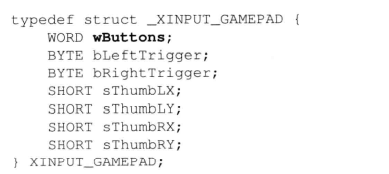 typedef struct _XINPUT_GAMEPAD {
    WORD wButtons;
    BYTE bLeftTrigger;
    BYTE bRightTrigger;
    SHORT sThumbLX;
    SHORT sThumbLY;
    SHORT sThumbRX;
    SHORT sThumbRY;
} XINPUT_GAMEPAD;